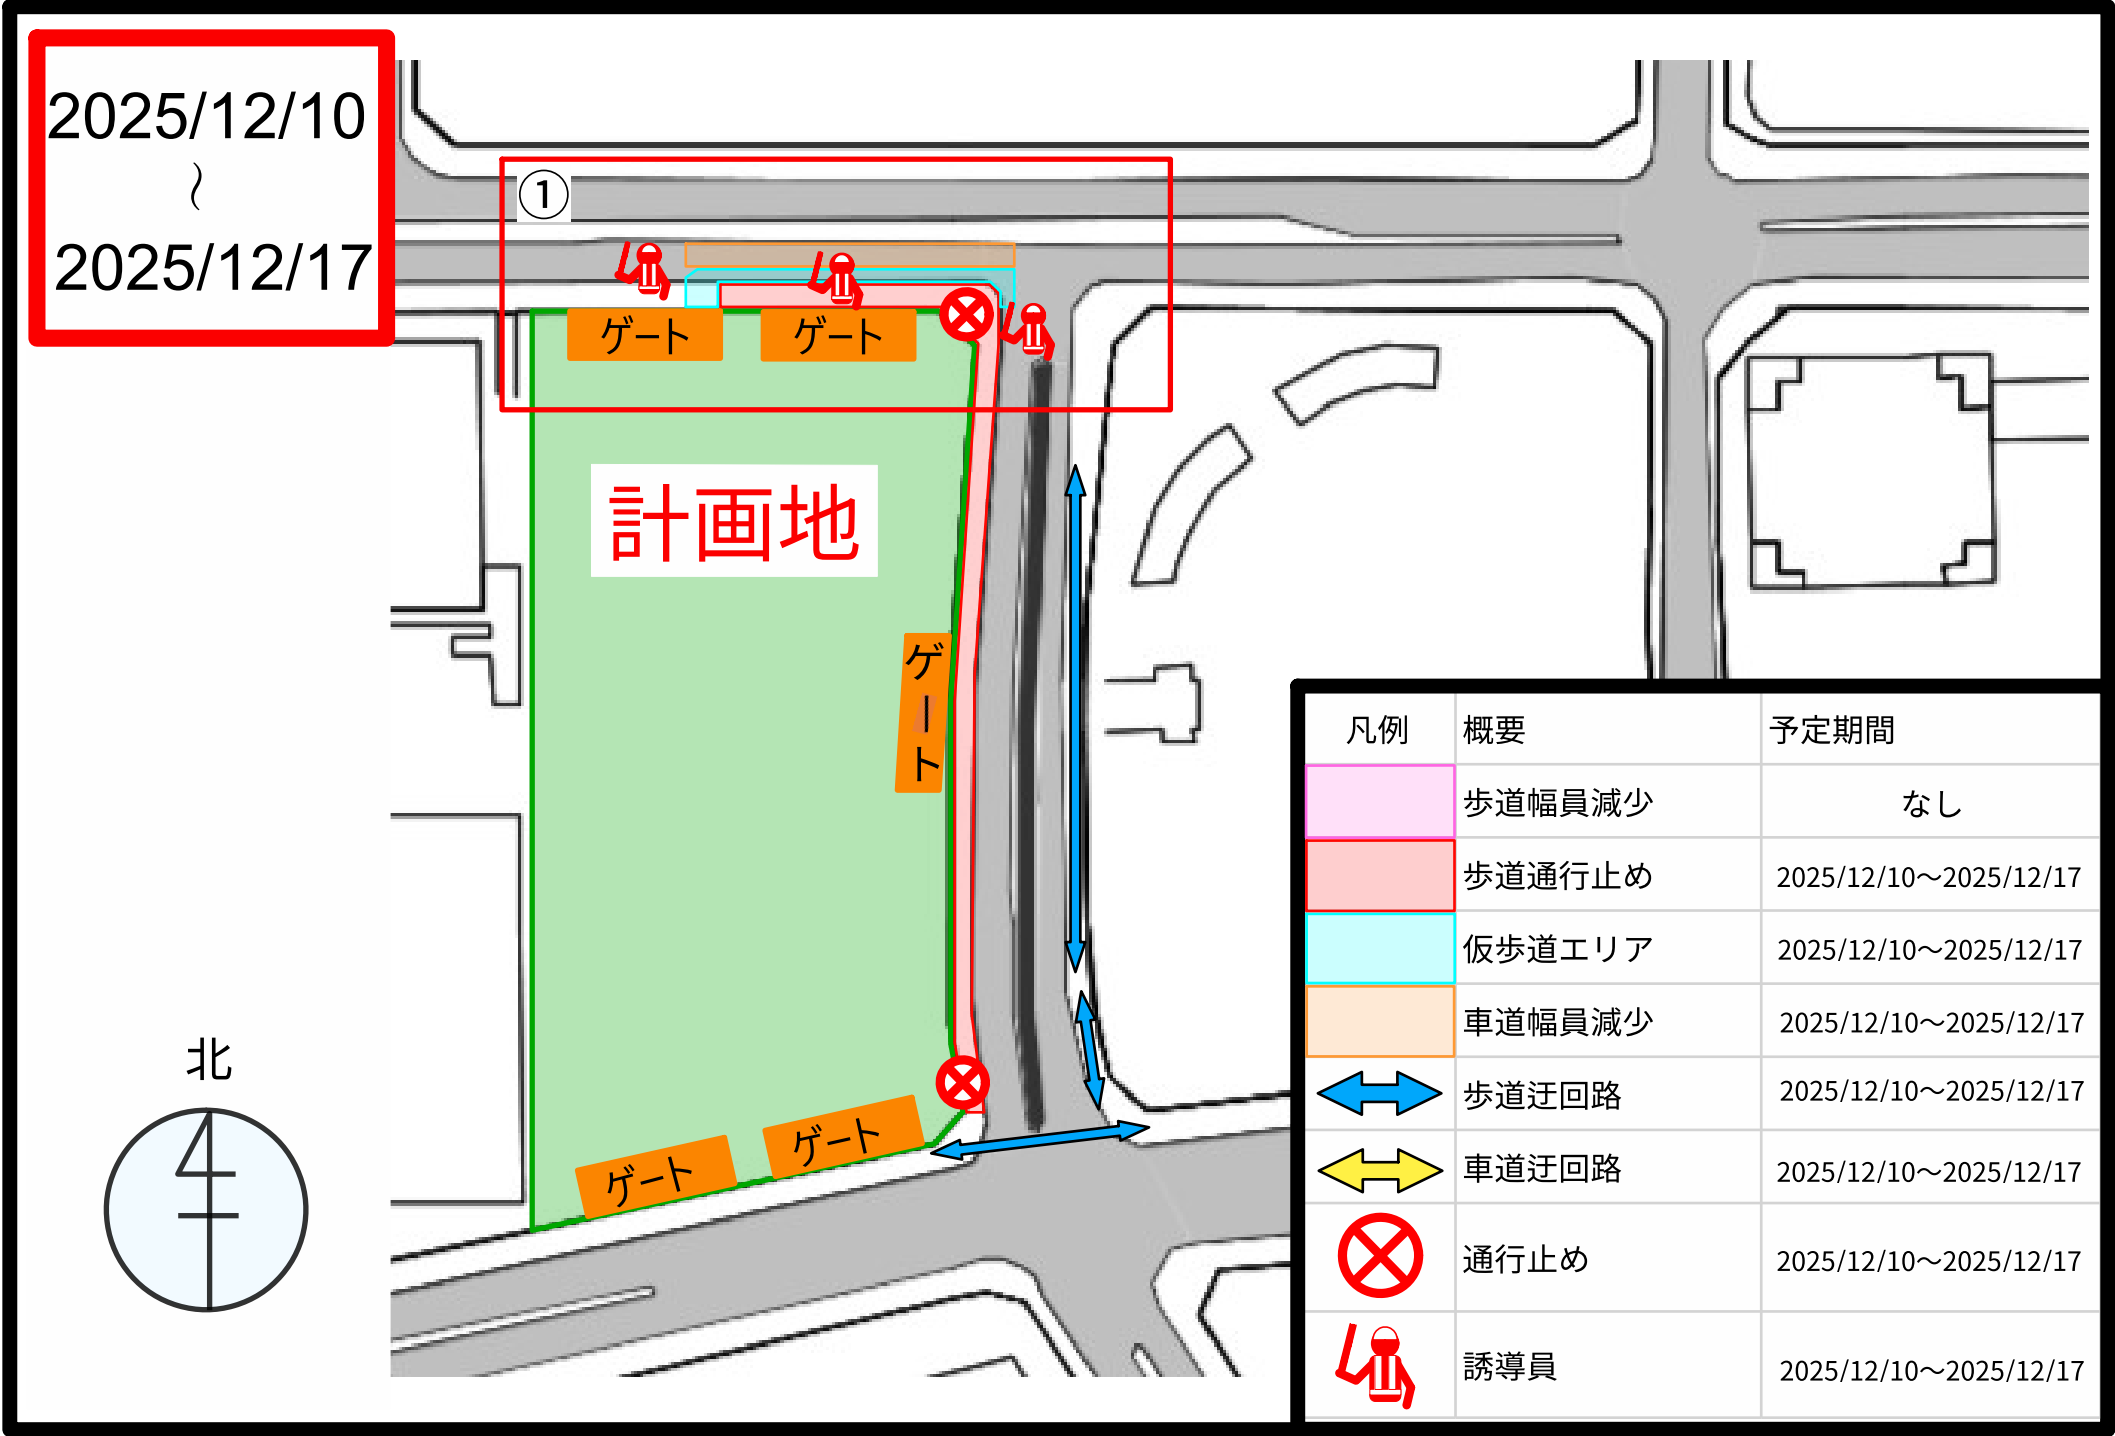 2025/12/10
～
2025/12/17
①
ゲート
ゲート
計画地
ゲート
ゲート
ゲート
北
凡例 概要 予定期間
歩道幅員減少 なし
歩道通行止め 2025/12/10～2025/12/17
仮歩道エリア 2025/12/10～2025/12/17
車道幅員減少 2025/12/10～2025/12/17
歩道迂回路 2025/12/10～2025/12/17
車道迂回路 2025/12/10～2025/12/17
通行止め 2025/12/10～2025/12/17
誘導員 2025/12/10～2025/12/17